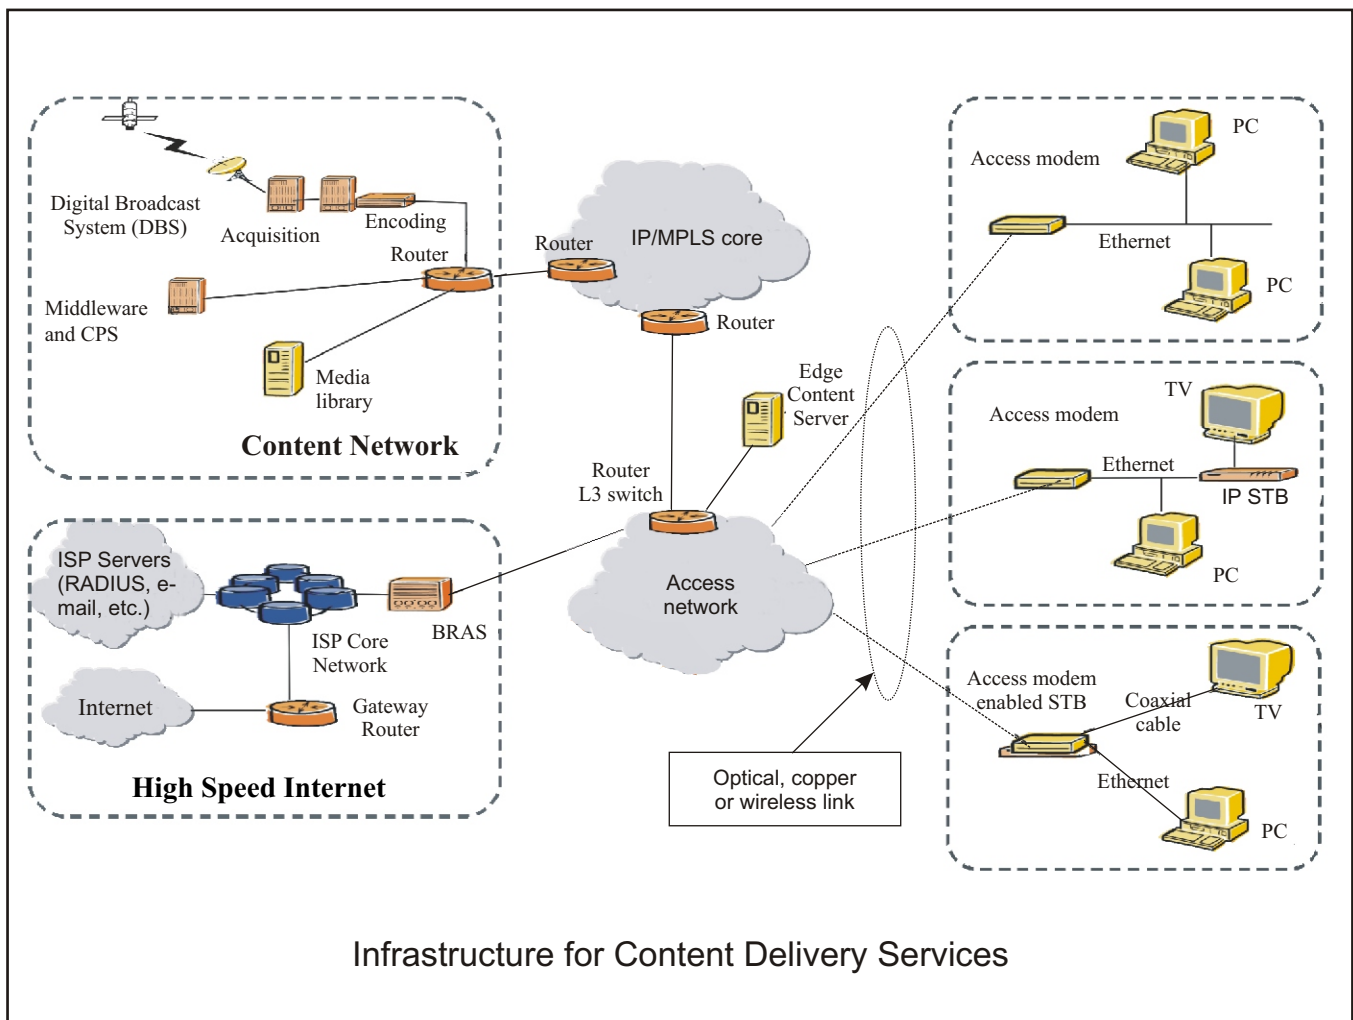 Digital Broadcast
System (DBS)
Acquisition
Encoding
Router
Middleware
and CPS
Media
library
Content Network
Router
IP/MPLS core
Router
Edge
Content
Server
Router
L3 switch
Access
network
ISP Servers
(RADIUS, e-
mail, etc.)
ISP Core
Network
BRAS
Internet
Gateway
Router
High Speed Internet
Optical, copper
or wireless link
PC
Access modem
Ethernet
PC
TV
Access modem
Ethernet
IP STB
PC
Access modem
enabled STB
Coaxial
cable
TV
Ethernet
PC
Infrastructure for Content Delivery Services